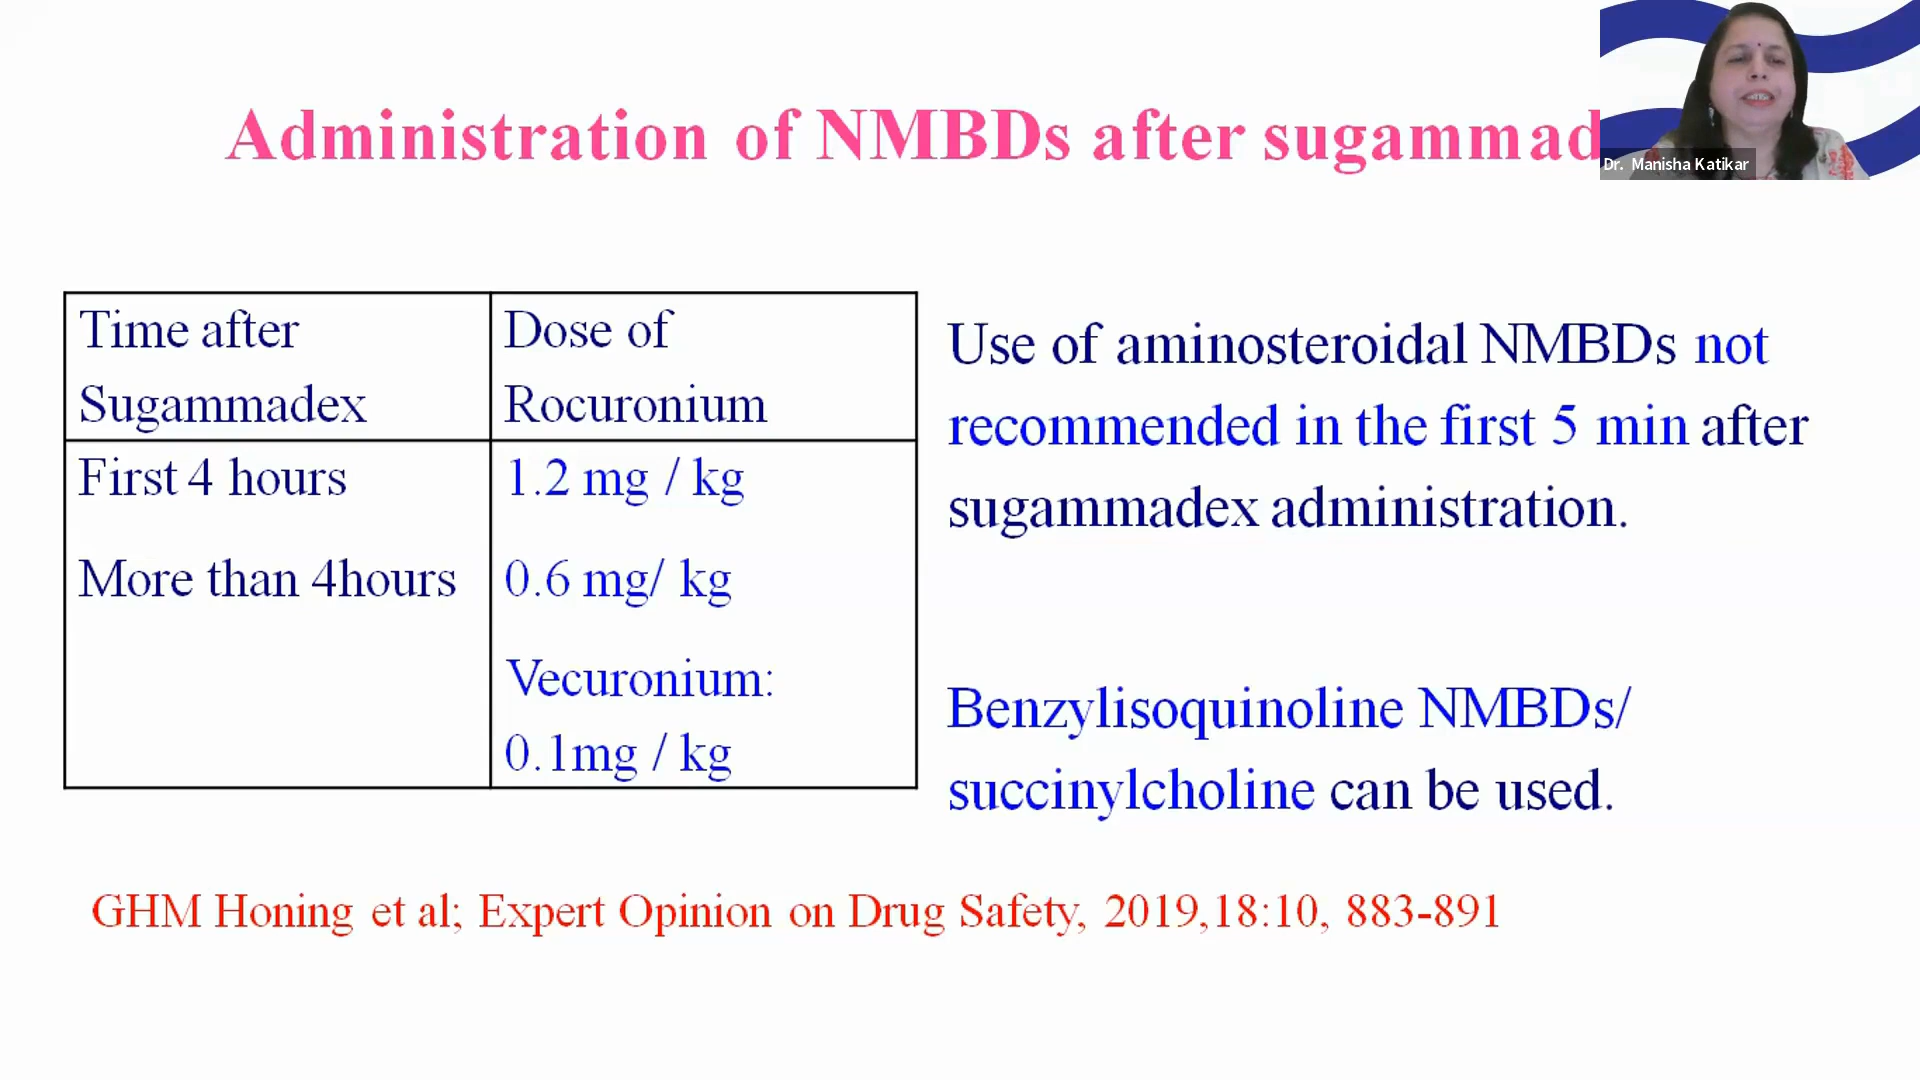 Administration of NMBDs after sugammad
Dr. Manisha Katikar
Time after
Sugammadex
Dose of
Rocuronium
First 4 hours
1.2 mg / kg
More than 4hours
0.6 mg/ kg
Vecuronium:
0.1mg / kg
Use of aminosteroidal NMBDs not
recommended in the first 5 min after
sugammadex administration.
Benzylisoquinoline NMBDs/
succinylcholine can be used.
GHM Honing et al; Expert Opinion on Drug Safety, 2019,18:10, 883-891